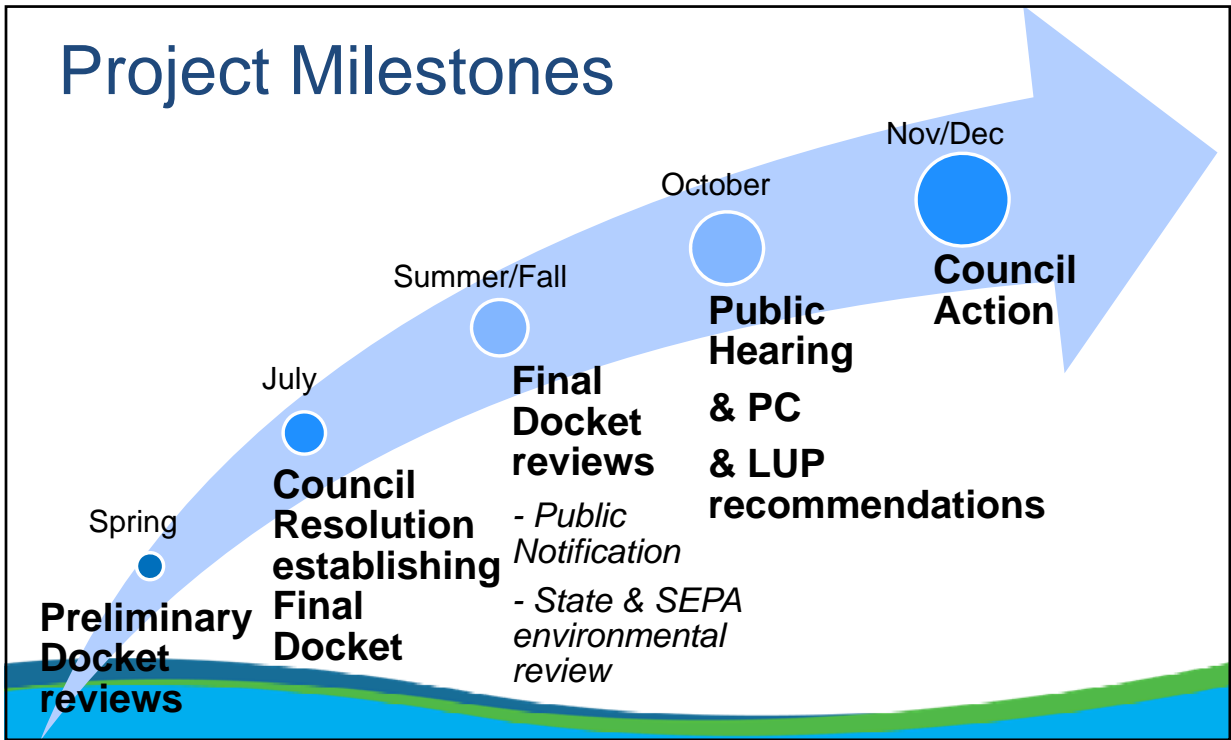 Project Milestones
Spring
Preliminary
Docket
reviews
July
Council
Resolution
establishing
Final
Docket
Summer/Fall
Final
Docket
reviews
- Public
Notification
- State & SEPA
environmental
review
October
Public
Hearing
& PC
& LUP
recommendations
Nov/Dec
Council
Action